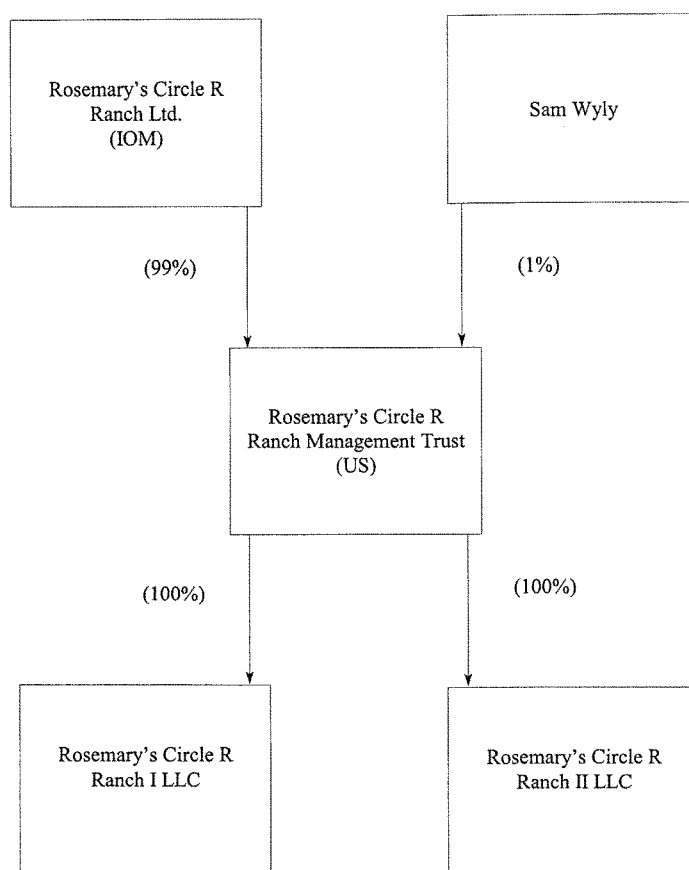 Rosemary's Circle R
Ranch Ltd.
(IOM)
Sam Wyly
(99%)
(1%)
Rosemary's Circle R
Ranch Management Trust
(US)
(100%)
(100%)
Rosemary's Circle R
Ranch I LLC
Rosemary's Circle R
Ranch II LLC